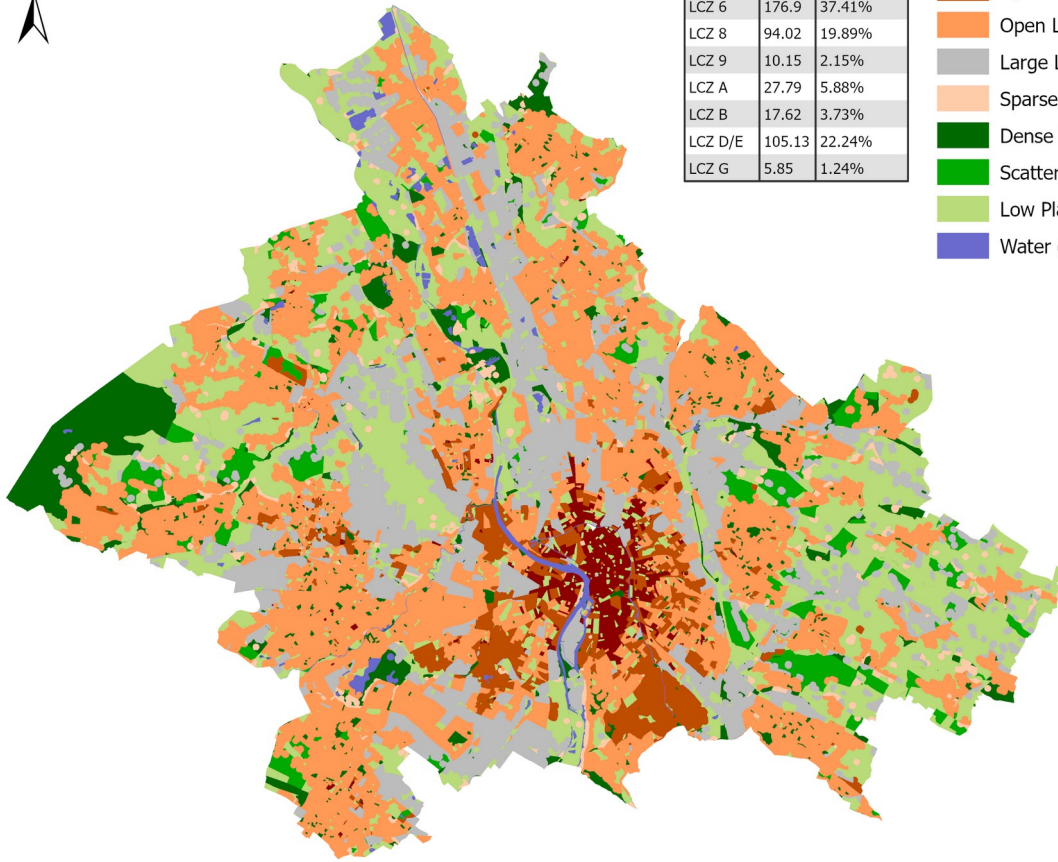 LCZ 6 176.9 37.41%
LCZ 8 94.02 19.89%
LCZ 9 10.15 2.15%
LCZ A 27.79 5.88%
LCZ B 17.62 3.73%
LCZ D/E 105.13 22.24%
LCZ G 5.85 1.24%
Open L
Large L
Sparse
Dense
Scatter
Low Pla
Water